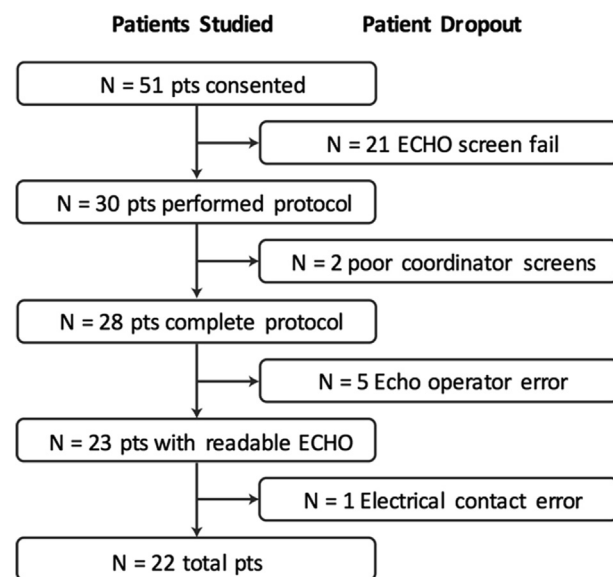 Patients Studied
Patient Dropout
N = 51 pts consented
N = 21 ECHO screen fail
N = 30 pts performed protocol
N = 2 poor coordinator screens
N = 28 pts complete protocol
N = 5 Echo operator error
N = 23 pts with readable ECHO
N = 1 Electrical contact error
N = 22 total pts